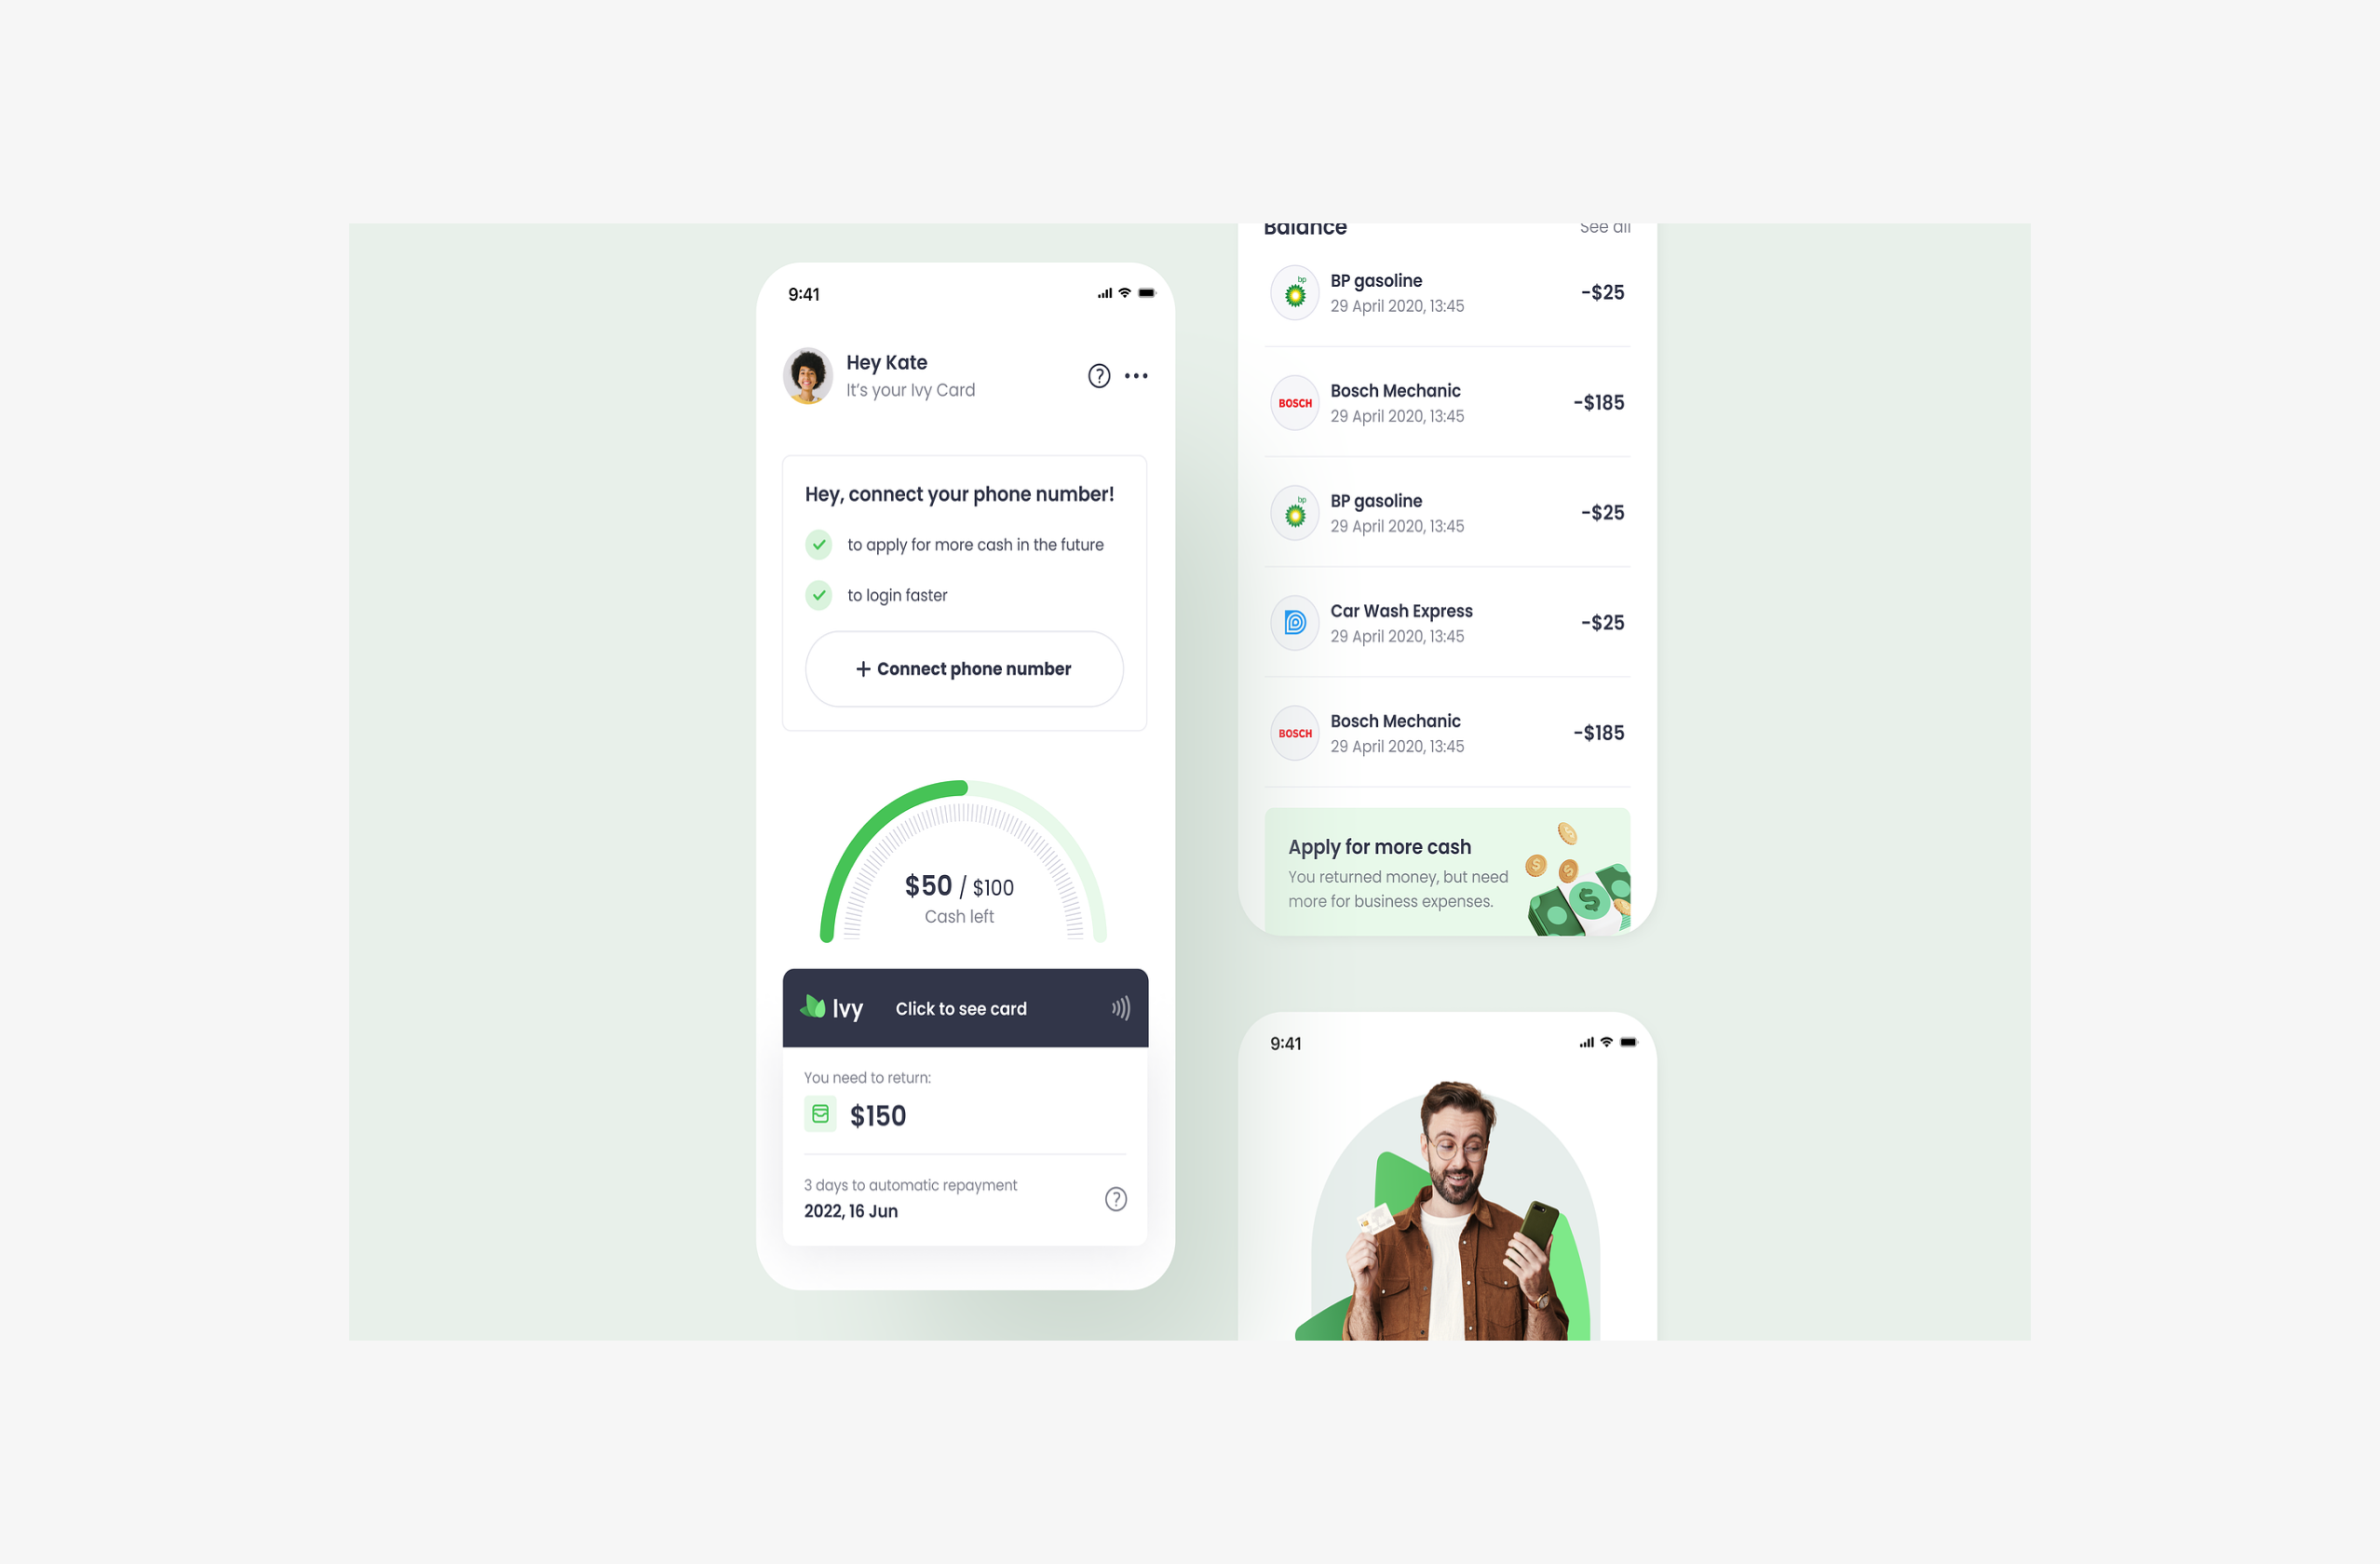 9:41
Hey Kate
It's your Ivy Card
Hey, connect your phone number!
to apply for more cash in the future
to login faster
+ Connect phone number
$50 / $100
Cash left
Ivy
Click to see card
You need to return:
$150
3 days to automatic repayment
2022, 16 Jun
Balance
See all
bp
BP gasoline
29 April 2020, 13:45
-$25
BOSCH
Bosch Mechanic
29 April 2020, 13:45
-$185
bp
BP gasoline
29 April 2020, 13:45
-$25
Car Wash Express
29 April 2020, 13:45
-$25
BOSCH
Bosch Mechanic
29 April 2020, 13:45
-$185
Apply for more cash
You returned money, but need
more for business expenses.
9:41